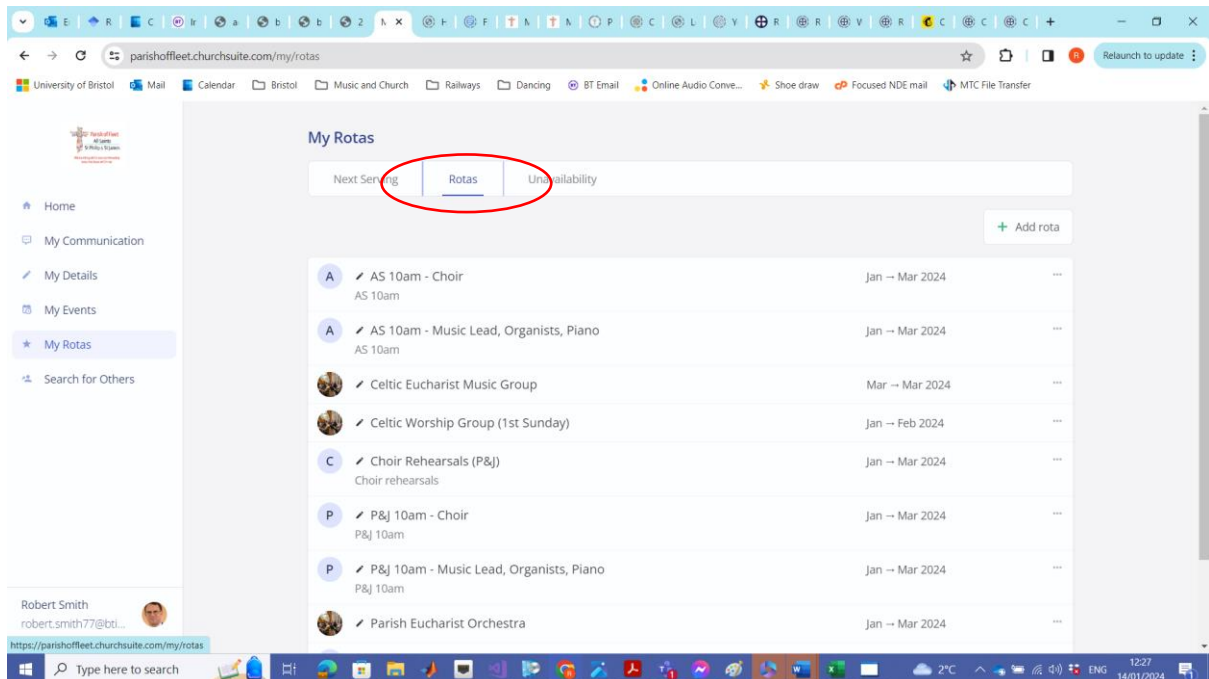 parishoffleet.churchsuite.com/my/rotas
Relaunch to update
University of Bristol Mail Calendar Bristol Music and Church Railways Dancing BT Email Online Audio Conve... Shoe draw Focused NDE mail MTC File Transfer
Parish of Fleet
My Rotas
Next Serving Rotas Unavailability
+ Add rota
Home
My Communication
My Details
My Events
My Rotas
Search for Others
A AS 10am - Choir Jan → Mar 2024
AS 10am
A AS 10am - Music Lead, Organists, Piano Jan → Mar 2024
AS 10am
Celtic Eucharist Music Group Mar → Mar 2024
Celtic Worship Group (1st Sunday) Jan → Feb 2024
C Choir Rehearsals (P&J) Jan → Mar 2024
Choir rehearsals
P P&J 10am - Choir Jan → Mar 2024
P&J 10am
P P&J 10am - Music Lead, Organists, Piano Jan → Mar 2024
P&J 10am
Parish Eucharist Orchestra Jan → Mar 2024
Robert Smith
robert.smith77@bti...
https://parishoffleet.churchsuite.com/my/rotas
Type here to search 2°C ENG 12:27
14/01/2024